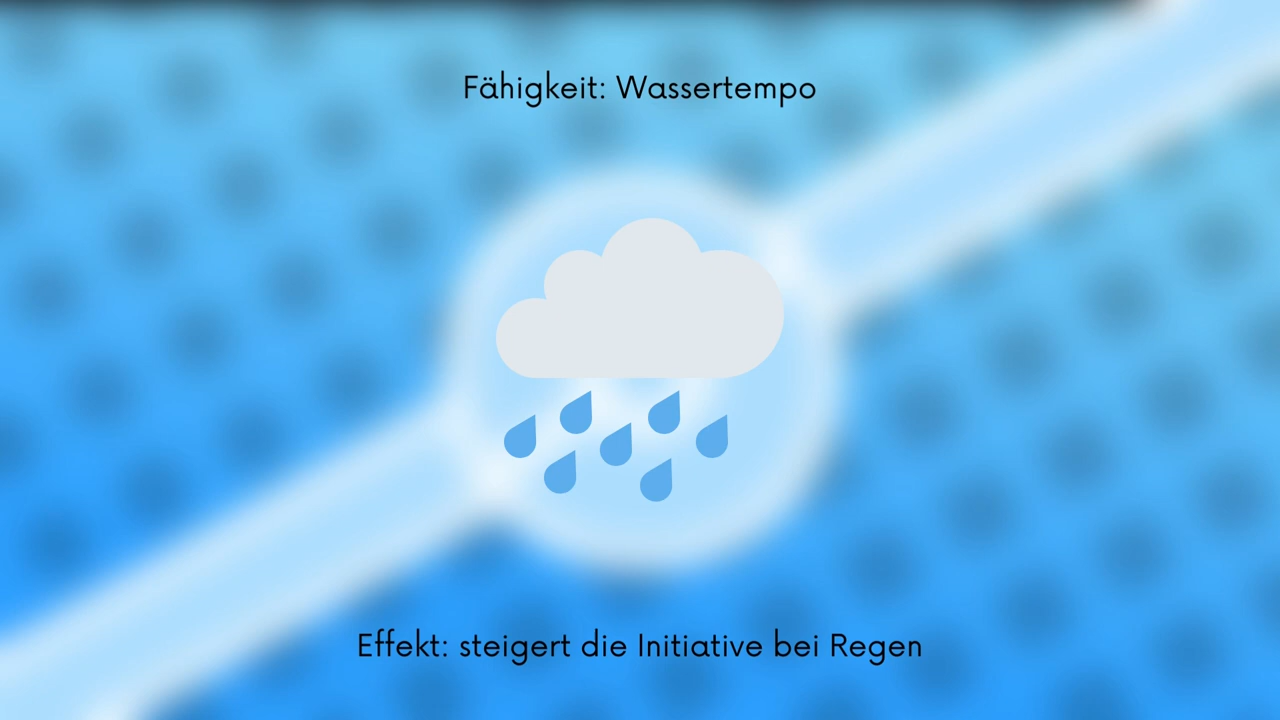 Fähigkeit: Wassertempo
Effekt: steigert die Initiative bei Regen